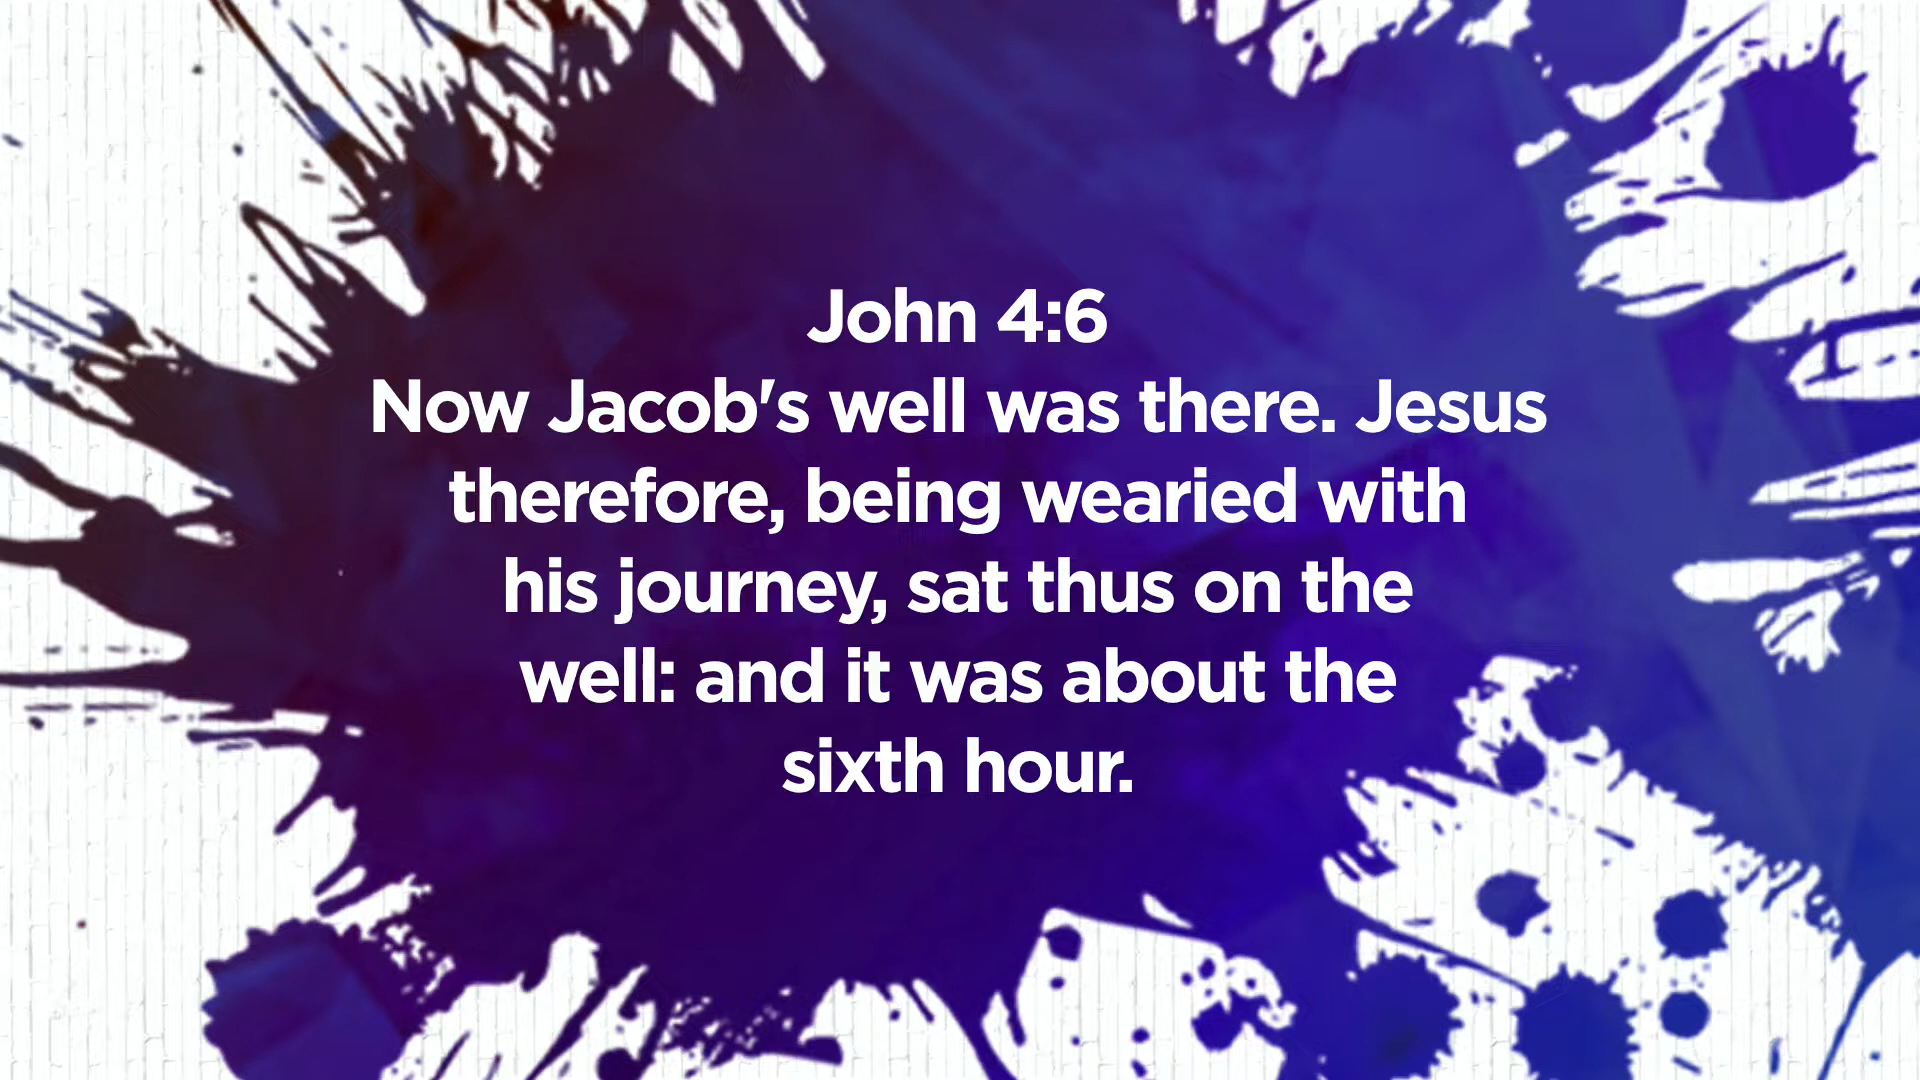 John 4:6
Now Jacob's well was there. Jesus
therefore, being wearied with
his journey, sat thus on the
well: and it was about the
sixth hour.